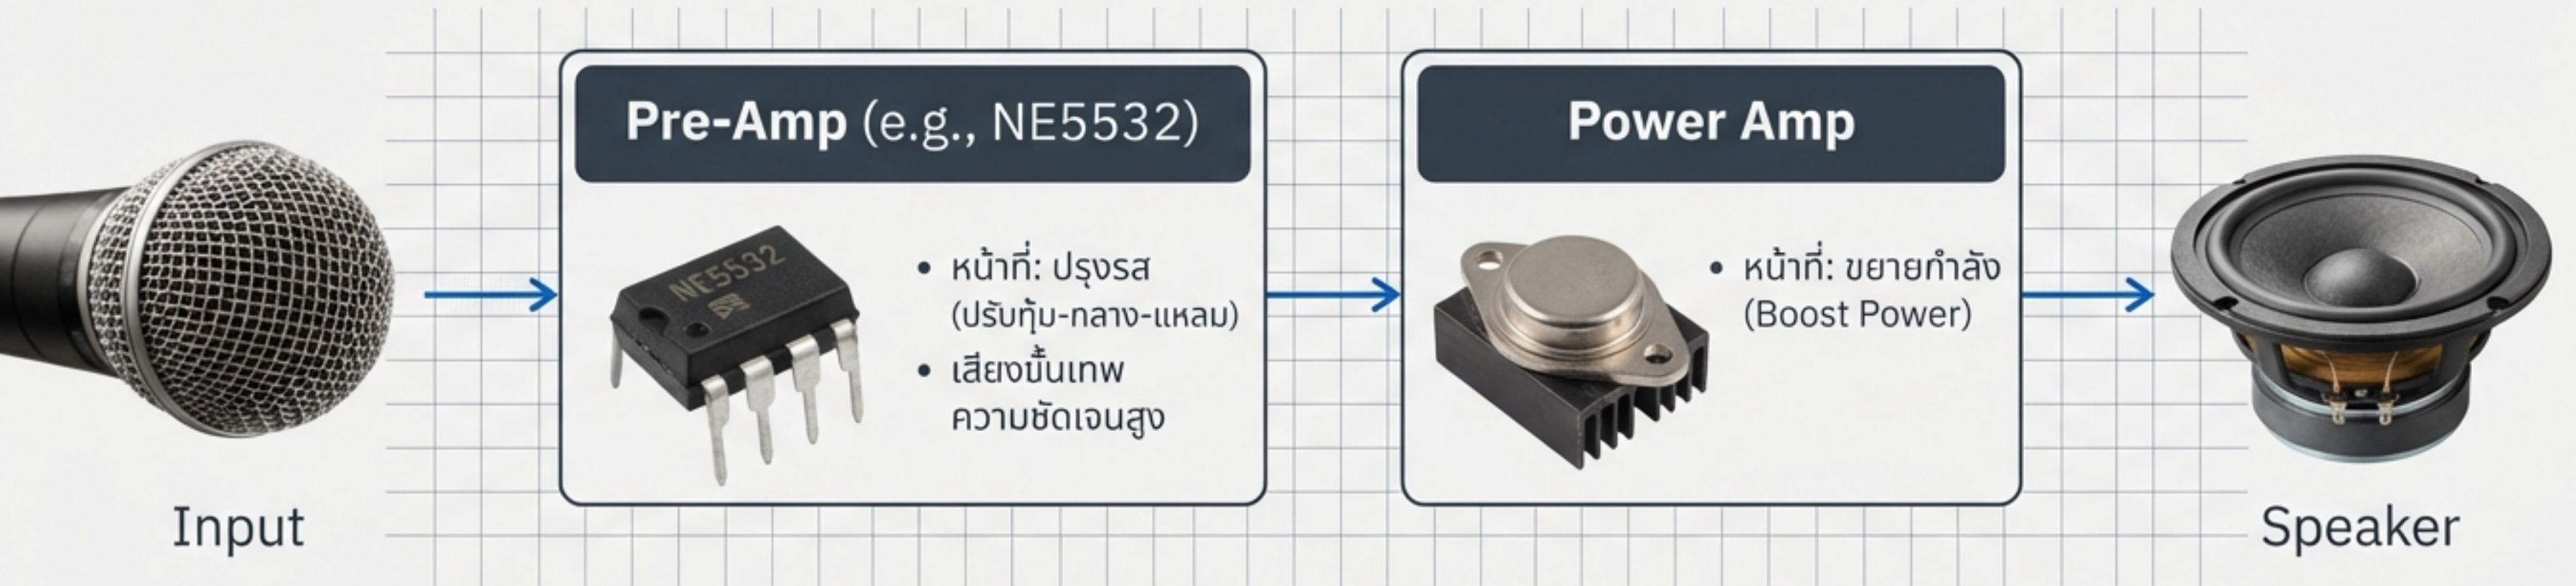 Pre-Amp (e.g., NE5532)
NE5532
• หน้าที่: ปรุงรส
(ปรับทุ้ม-กลาง-แหลม)
• เสียงขั้นเทพ
ความชัดเจนสูง
Power Amp
• หน้าที่: ขยายกำลัง
(Boost Power)
Input
Speaker